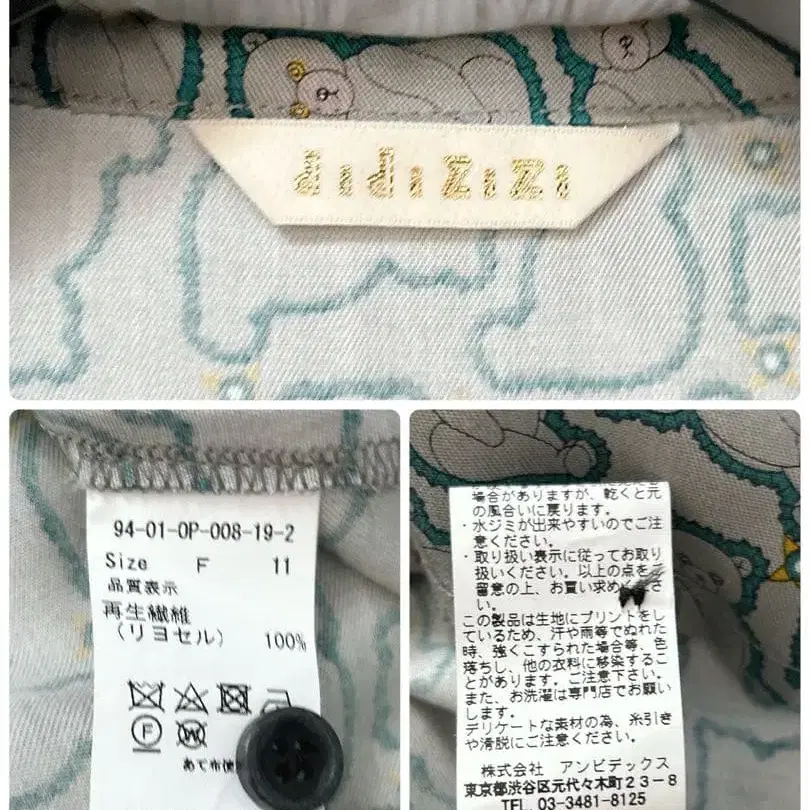 didizizi
94-01-OP-008-19-2
Size F 11
品質表示
再生繊維
(リヨセル) 100%
F
W
あて布使
場合がありますが、乾くと元
の風合いに戻ります。
・水ジミが出来やすいのでご注
意ください。
・取り扱い表示に従ってお取り
扱いください。以上の点をご
留意の上、お買い求めください
い。
この製品は生地にプリントをし
ているため、汗や雨等でぬれた
時、強くこすられた場合等、色
落ちし、他の衣料に移染するこ
とがあります。ご注意下さい。
また、お洗濯は専門店でお願い
します。
デリケートな素材の為、糸引き
や滑脱にご注意ください。
株式会社 アンビデックス
東京都渋谷区元代々木町23-8
TEL 03-3481-8125